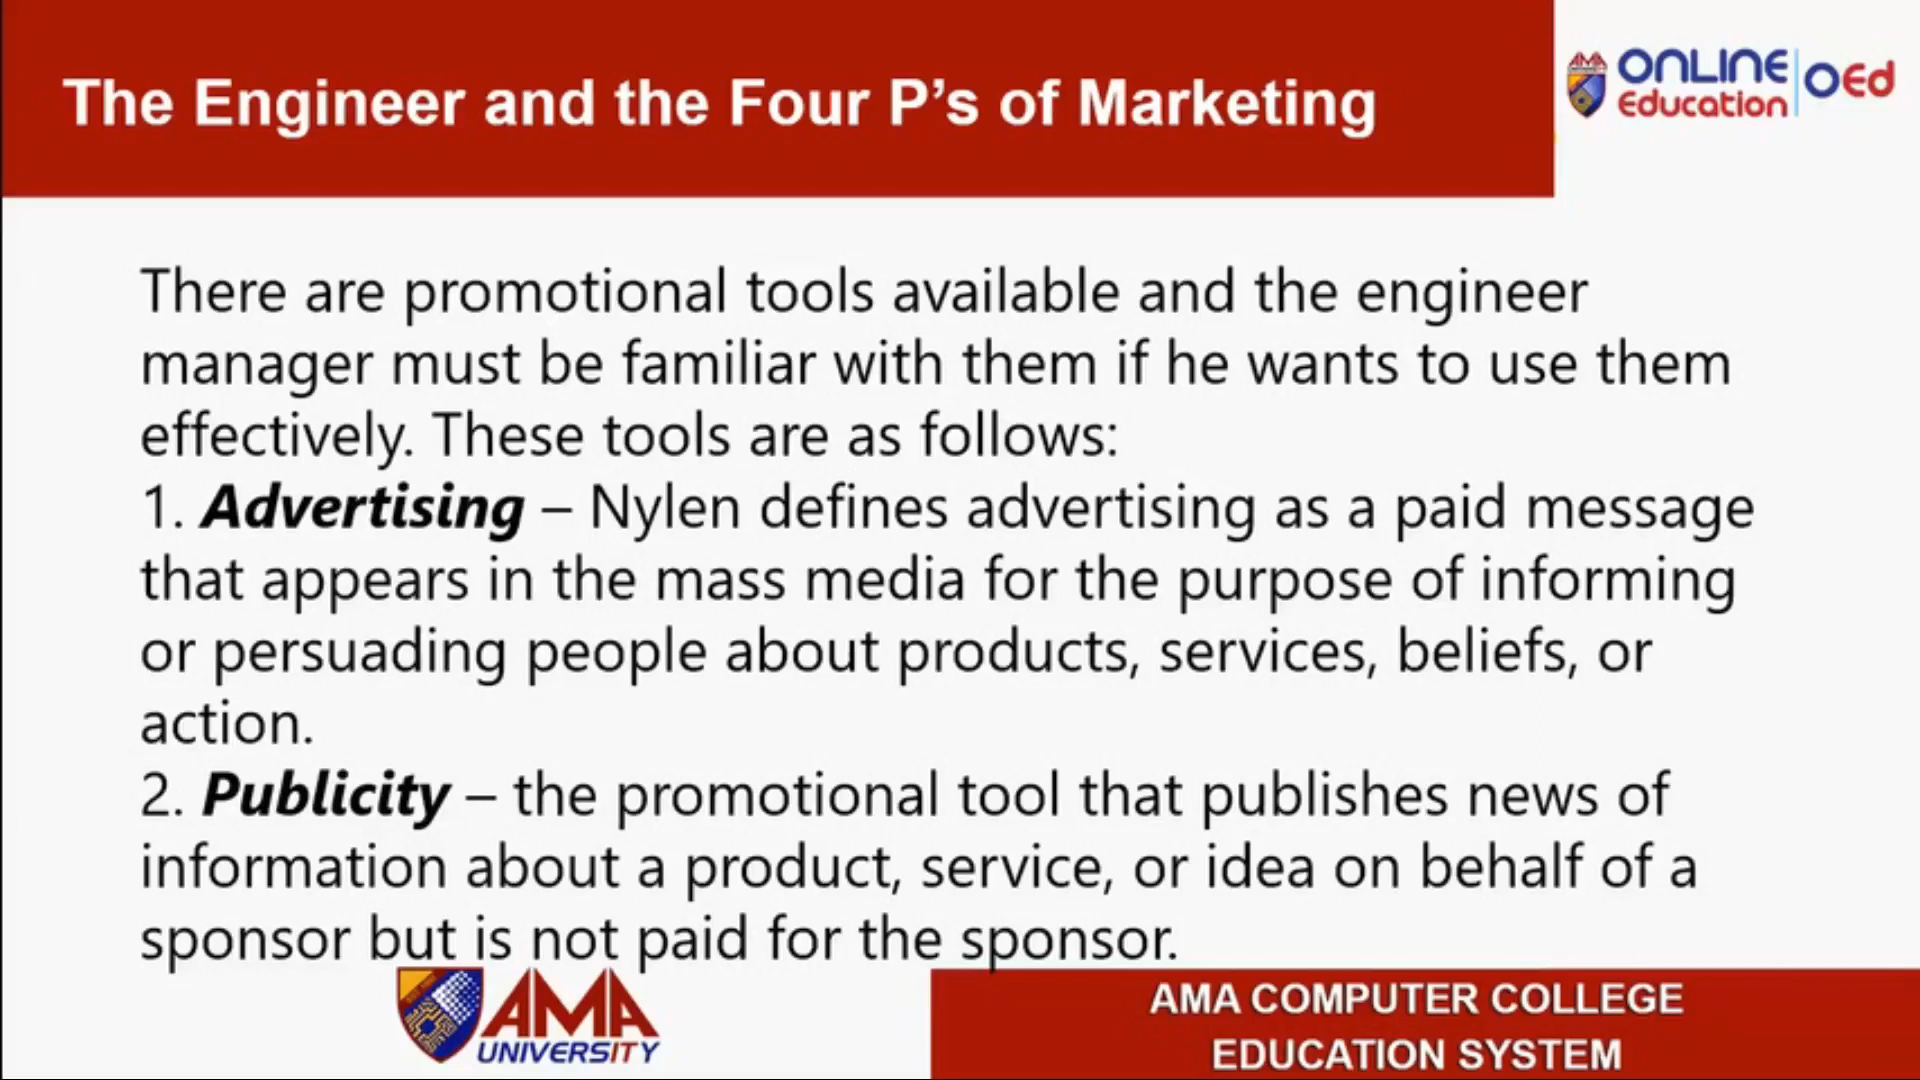 The Engineer and the Four P’s of Marketing
AMA
ONLINE
Education
OEd
There are promotional tools available and the engineer
manager must be familiar with them if he wants to use them
effectively. These tools are as follows:
1. Advertising – Nylen defines advertising as a paid message
that appears in the mass media for the purpose of informing
or persuading people about products, services, beliefs, or
action.
2. Publicity – the promotional tool that publishes news of
information about a product, service, or idea on behalf of a
sponsor but is not paid for the sponsor.
AMA
UNIVERSITY
AMA COMPUTER COLLEGE
EDUCATION SYSTEM